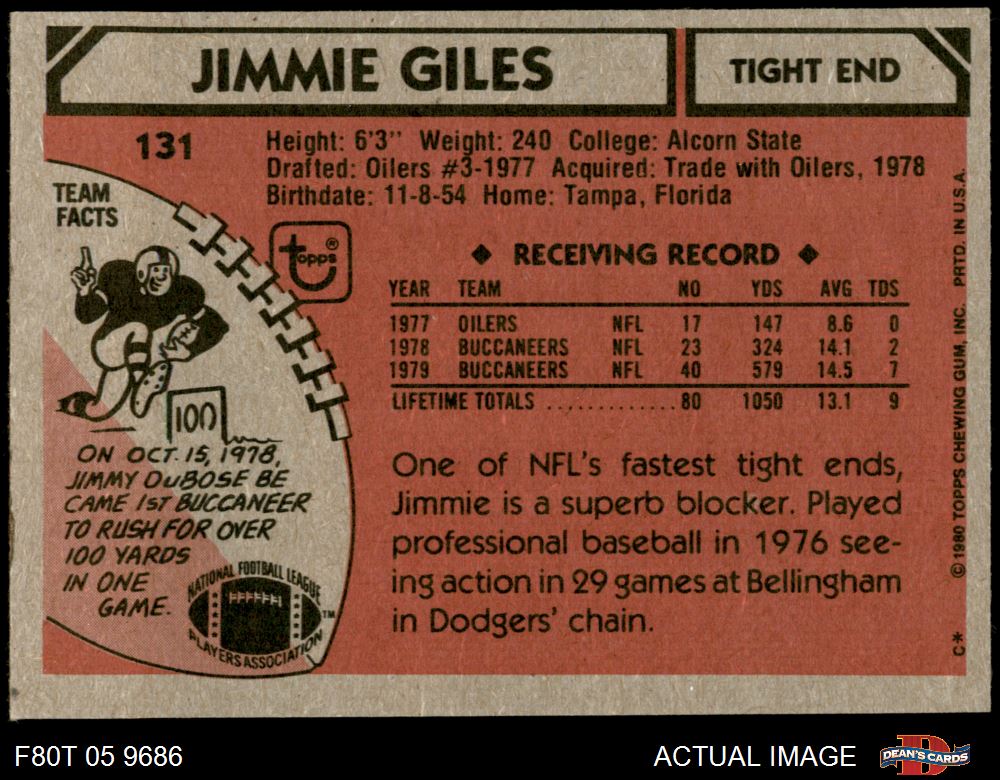 JIMMIE GILES
TIGHT END
131
Height: 6'3" Weight: 240 College: Alcorn State
Drafted: Oilers #3-1977 Acquired: Trade with Oilers, 1978
Birthdate: 11-8-54 Home: Tampa, Florida
TEAM
FACTS
topps®
◆ RECEIVING RECORD ◆
YEAR TEAM NO YDS AVG TDS
1977 OILERS NFL 17 147 8.6 0
1978 BUCCANEERS NFL 23 324 14.1 2
1979 BUCCANEERS NFL 40 579 14.5 7
LIFETIME TOTALS ............ 80 1050 13.1 9
100
ON OCT. 15, 1978,
JIMMY DuBOSE BE
CAME 1ST BUCCANEER
TO RUSH FOR OVER
100 YARDS
IN ONE
GAME.
NATIONAL FOOTBALL LEAGUE
PLAYERS ASSOCIATION
TM
One of NFL's fastest tight ends,
Jimmie is a superb blocker. Played
professional baseball in 1976 see-
ing action in 29 games at Bellingham
in Dodgers' chain.
C* © 1980 TOPPS CHEWING GUM, INC. PRTD. IN U.S.A.
F80T 05 9686
ACTUAL IMAGE
DEAN'S CARDS